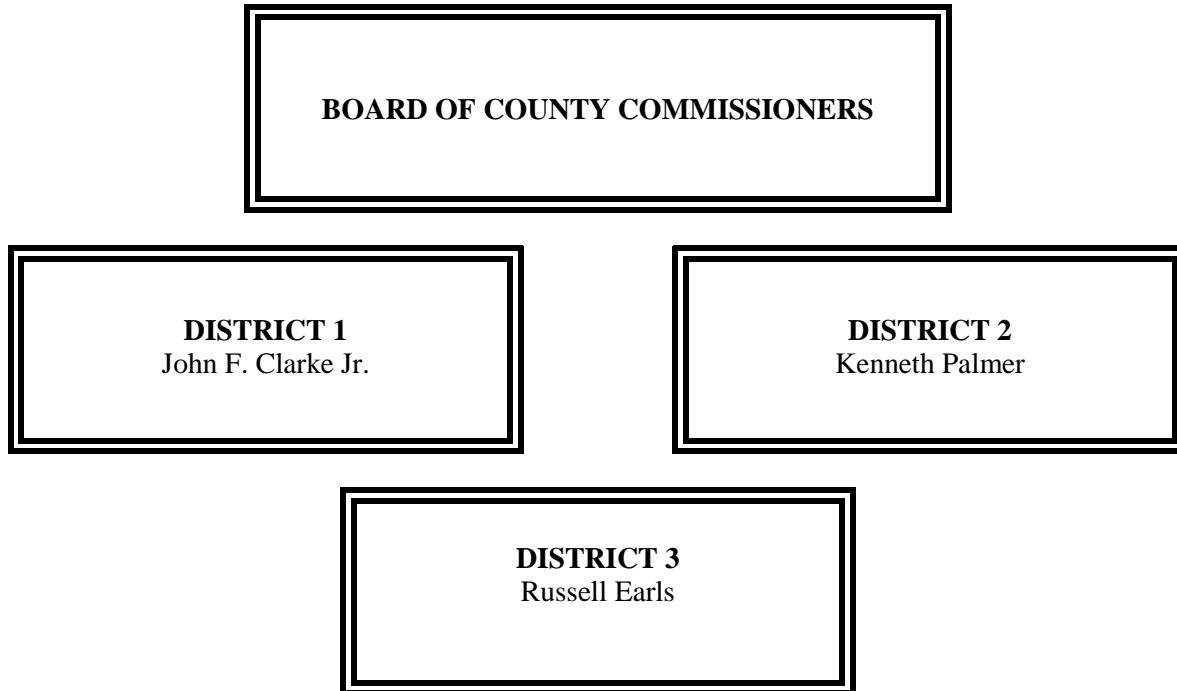 BOARD OF COUNTY COMMISSIONERS
DISTRICT 1
John F. Clarke Jr.
DISTRICT 2
Kenneth Palmer
DISTRICT 3
Russell Earls